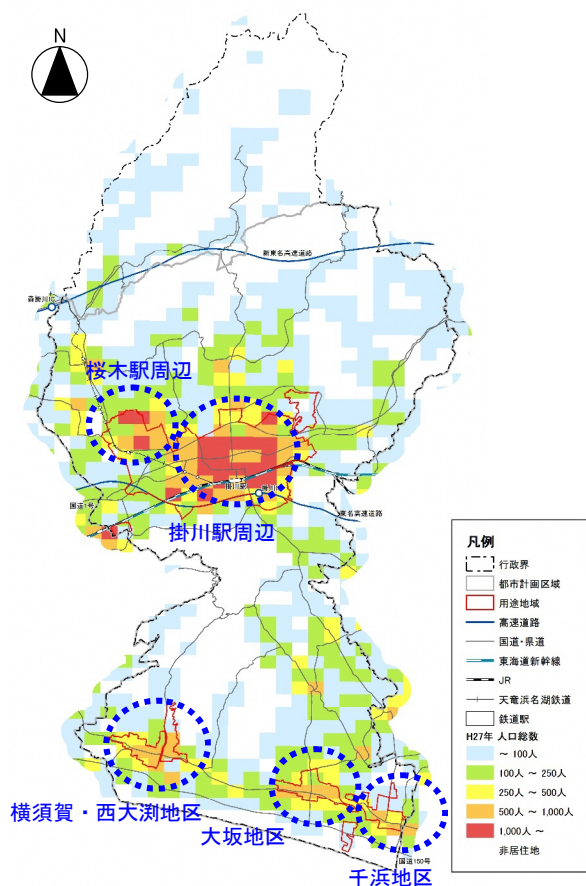 N
新東名高速道路
森掛川IC
桜木駅周辺
掛川駅
掛川IC
国道1号
東名高速道路
掛川駅周辺
凡例
行政界
都市計画区域
用途地域
高速道路
国道・県道
東海道新幹線
JR
天竜浜名湖鉄道
鉄道駅
H27年 人口総数
～ 100人
100人 ～ 250人
250人 ～ 500人
500人 ～ 1,000人
1,000人 ～
非居住地
横須賀・西大渕地区
大坂地区
国道150号
千浜地区